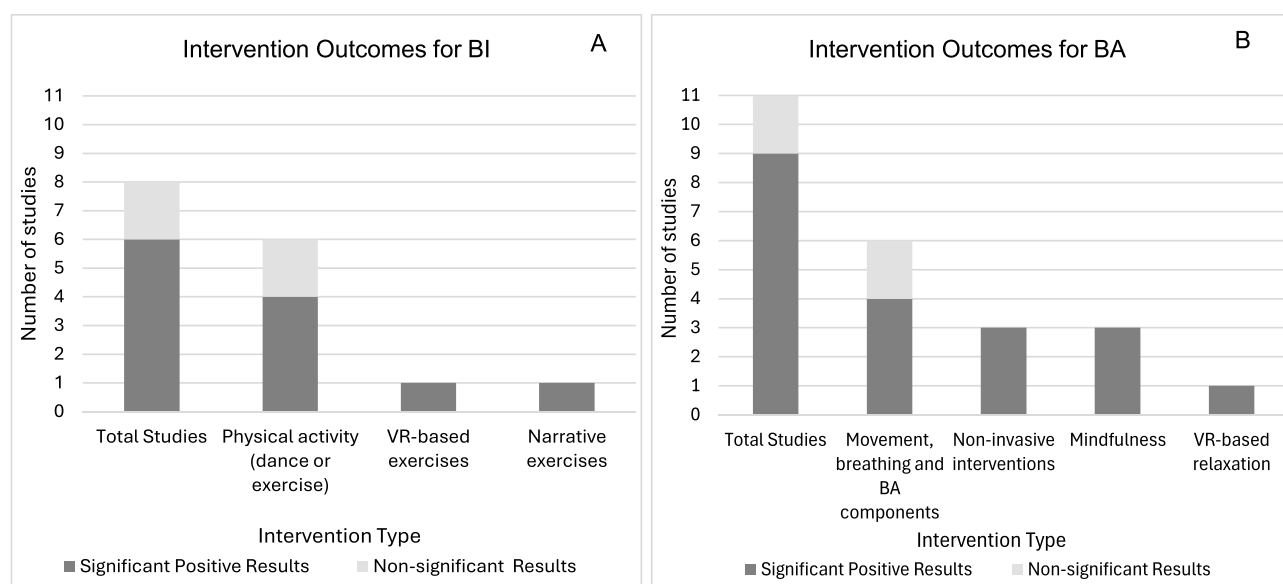 Intervention Outcomes for BI
A
Number of studies
11
10
9
8
7
6
5
4
3
2
1
0
Total Studies
Physical activity
(dance or
exercise)
VR-based
exercises
Narrative
exercises
Intervention Type
Significant Positive Results
Non-significant Results
Intervention Outcomes for BA
B
Number of studies
11
10
9
8
7
6
5
4
3
2
1
0
Total Studies
Movement,
breathing and
BA
components
Non-invasive
interventions
Mindfulness
VR-based
relaxation
Intervention Type
Significant Positive Results
Non-significant Results